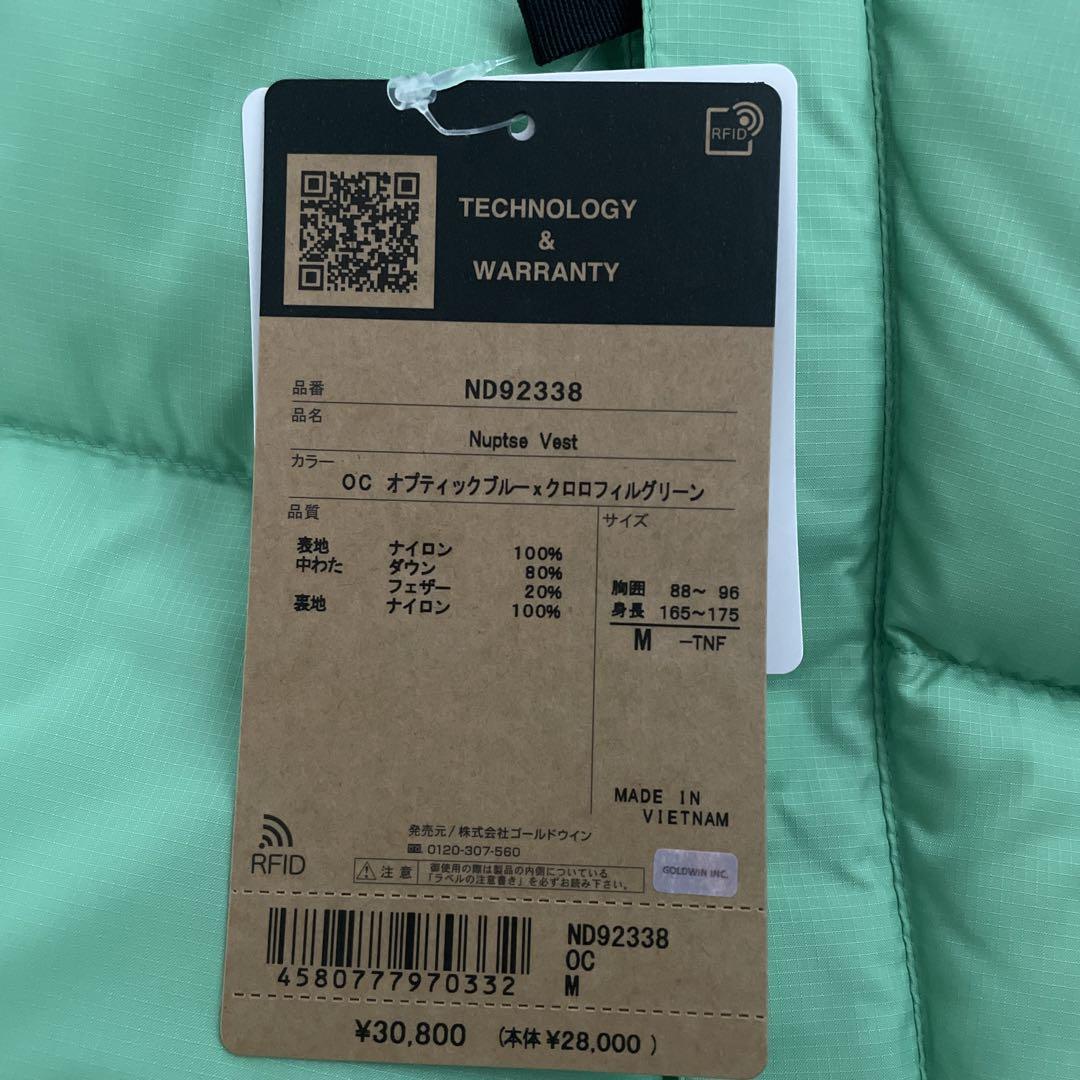 RFID
TECHNOLOGY
&
WARRANTY
品番 ND92338
品名
Nuptse Vest
カラー
OC オプティックブルーxクロロフィルグリーン
品質
表地 ナイロン 100%
中わた ダウン 80%
フェザー 20%
裏地 ナイロン 100%
サイズ
胸囲 88～ 96
身長 165～175
M －TNF
MADE IN
VIETNAM
RFID
発売元/株式会社ゴールドウイン
0120-307-560
注意
御使用の際は製品の内側についている
「ラベルの注意書き」を必ずお読み下さい。
GOLDWIN INC.
4580777970332
ND92338
OC
M
¥30,800 (本体¥28,000 )